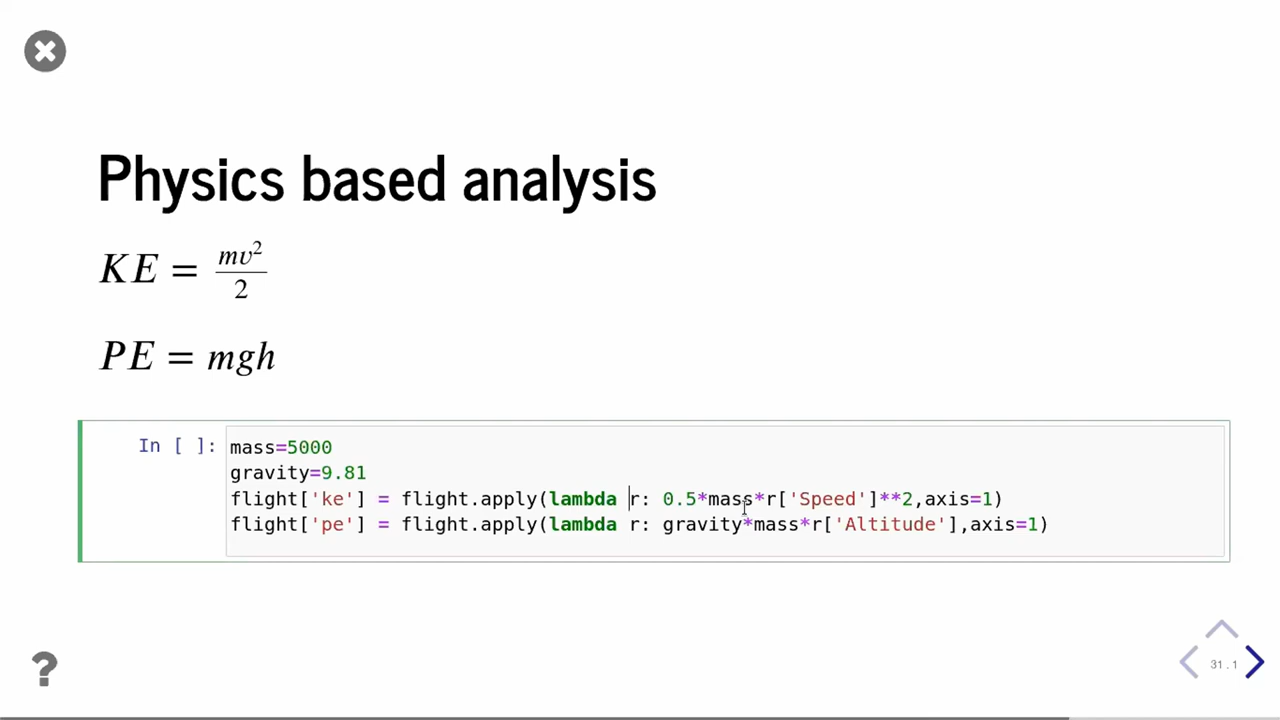 Physics based analysis
KE = mv²/2
PE = mgh
In [ ]: mass=5000
gravity=9.81
flight['ke'] = flight.apply(lambda r: 0.5*mass*r['Speed']**2,axis=1)
flight['pe'] = flight.apply(lambda r: gravity*mass*r['Altitude'],axis=1)
?
31.1